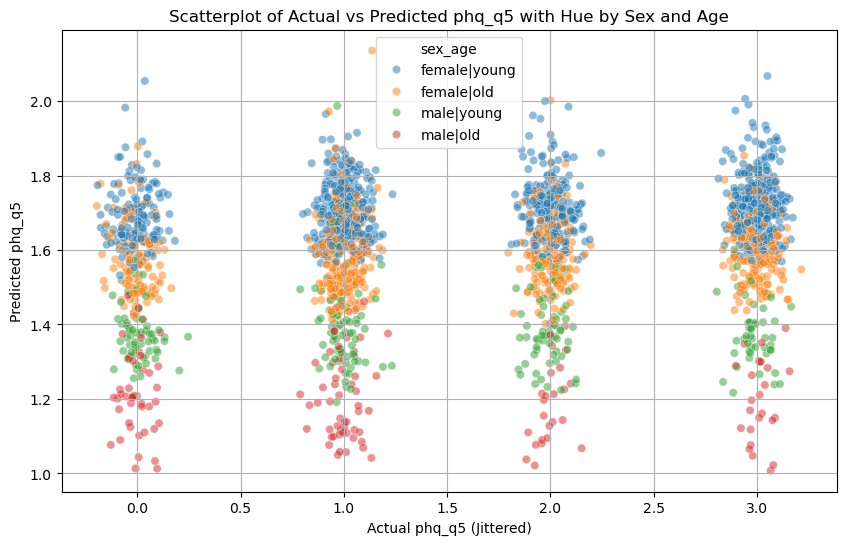 Scatterplot of Actual vs Predicted phq_q5 with Hue by Sex and Age
sex_age
female|young
female|old
male|young
male|old
Predicted phq_q5
2.0
1.8
1.6
1.4
1.2
1.0
0.0 0.5 1.0 1.5 2.0 2.5 3.0
Actual phq_q5 (Jittered)